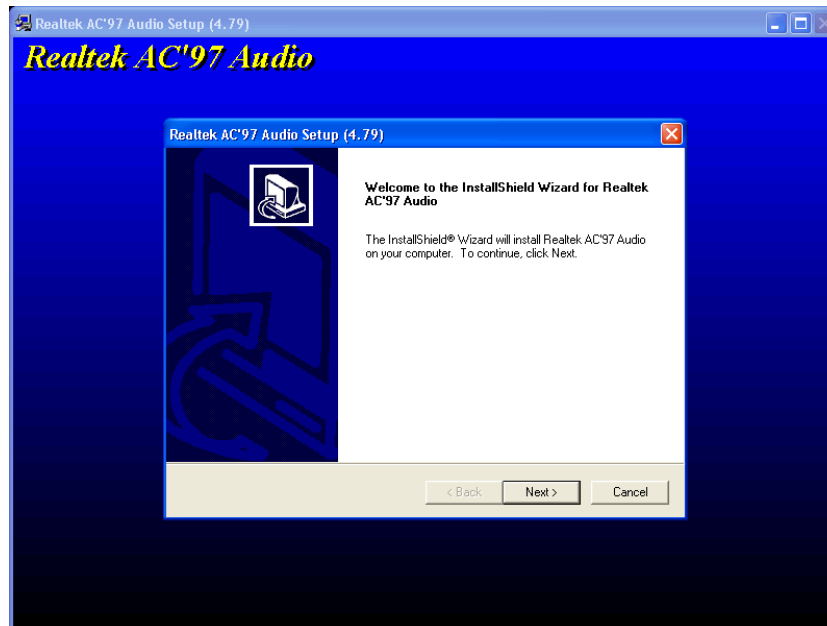 Realtek AC'97 Audio Setup (4.79)
Realtek AC'97 Audio
Realtek AC'97 Audio Setup (4.79)
Welcome to the InstallShield Wizard for Realtek
AC'97 Audio
The InstallShield® Wizard will install Realtek AC'97 Audio
on your computer. To continue, click Next.
< Back
Next >
Cancel